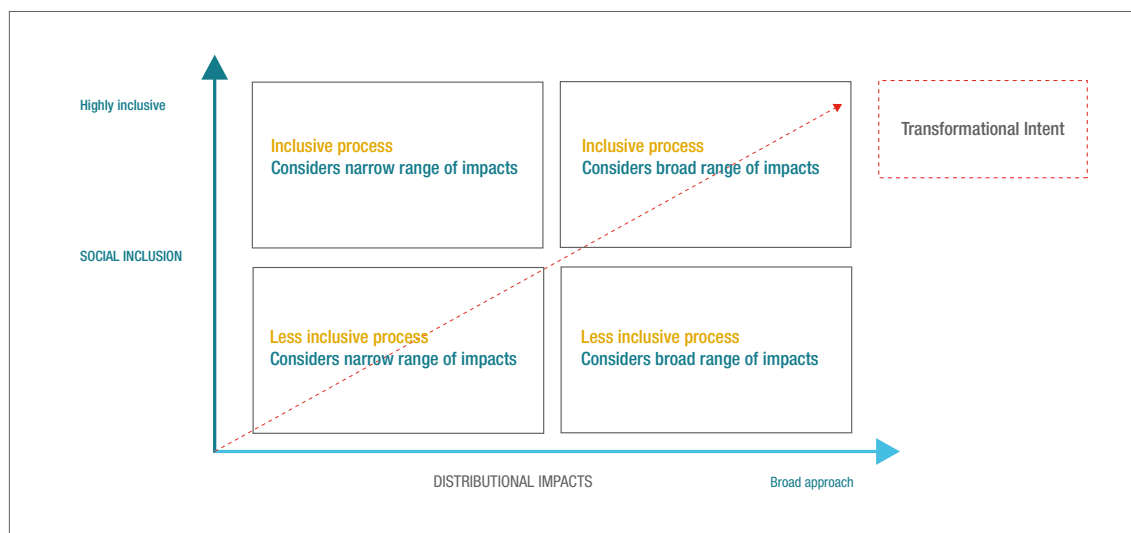 Highly inclusive
Inclusive process
Considers narrow range of impacts
Inclusive process
Considers broad range of impacts
Transformational Intent
SOCIAL INCLUSION
Less inclusive process
Considers narrow range of impacts
Less inclusive process
Considers broad range of impacts
DISTRIBUTIONAL IMPACTS
Broad approach